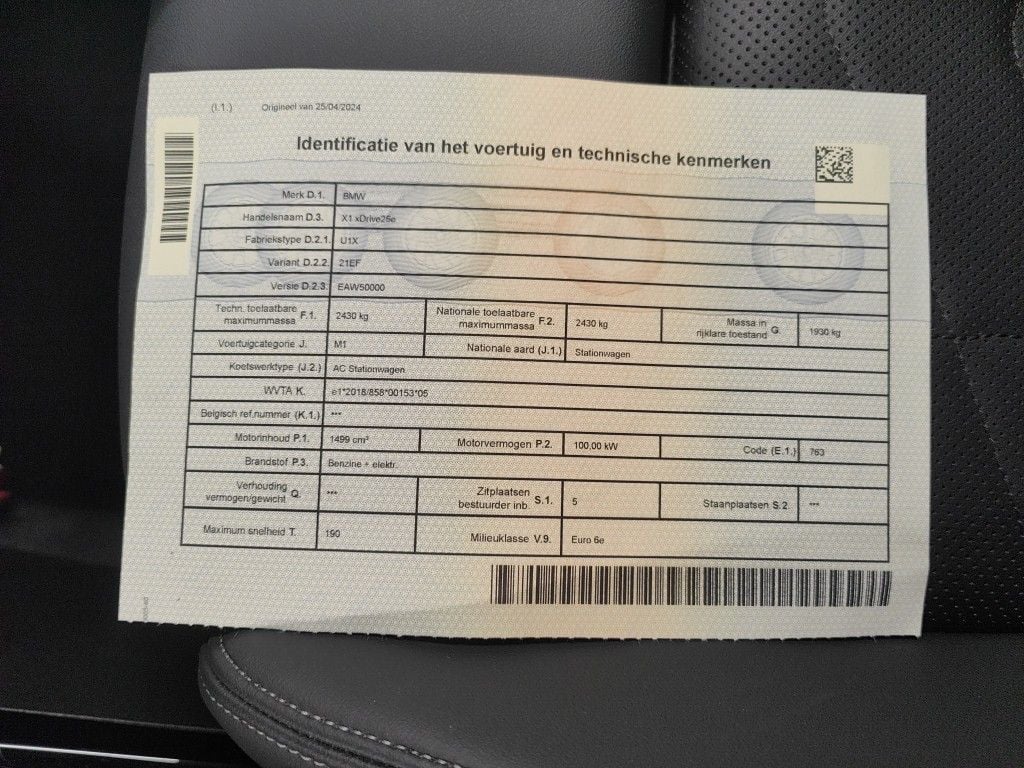 (I.1.) Origineel van 25/04/2024
Identificatie van het voertuig en technische kenmerken
Merk D.1. BMW
Handelsnaam D.3. X1 xDrive25e
Fabriekstype D.2.1. U1X
Variant D.2.2. 21EF
Versie D.2.3. EAW50000
Techn. toelaatbare maximummassa F.1. 2430 kg Nationale toelaatbare maximummassa F.2. 2430 kg Massa in rijklare toestand G. 1930 kg
Voertuigcategorie J. M1 Nationale aard (J.1.) Stationwagen
Koetswerktype (J.2.) AC Stationwagen
WVTA K. e1*2018/858*00153*05
Belgisch ref.nummer (K.1.) ***
Motorinhoud P.1. 1499 cm³ Motorvermogen P.2. 100,00 kW Code (E.1.) 763
Brandstof P.3. Benzine + elektr.
Verhouding vermogen/gewicht Q. *** Zitplaatsen bestuurder inb. S.1. 5 Staanplaatsen S.2. ***
Maximum snelheid T. 190 Milieuklasse V.9. Euro 6e